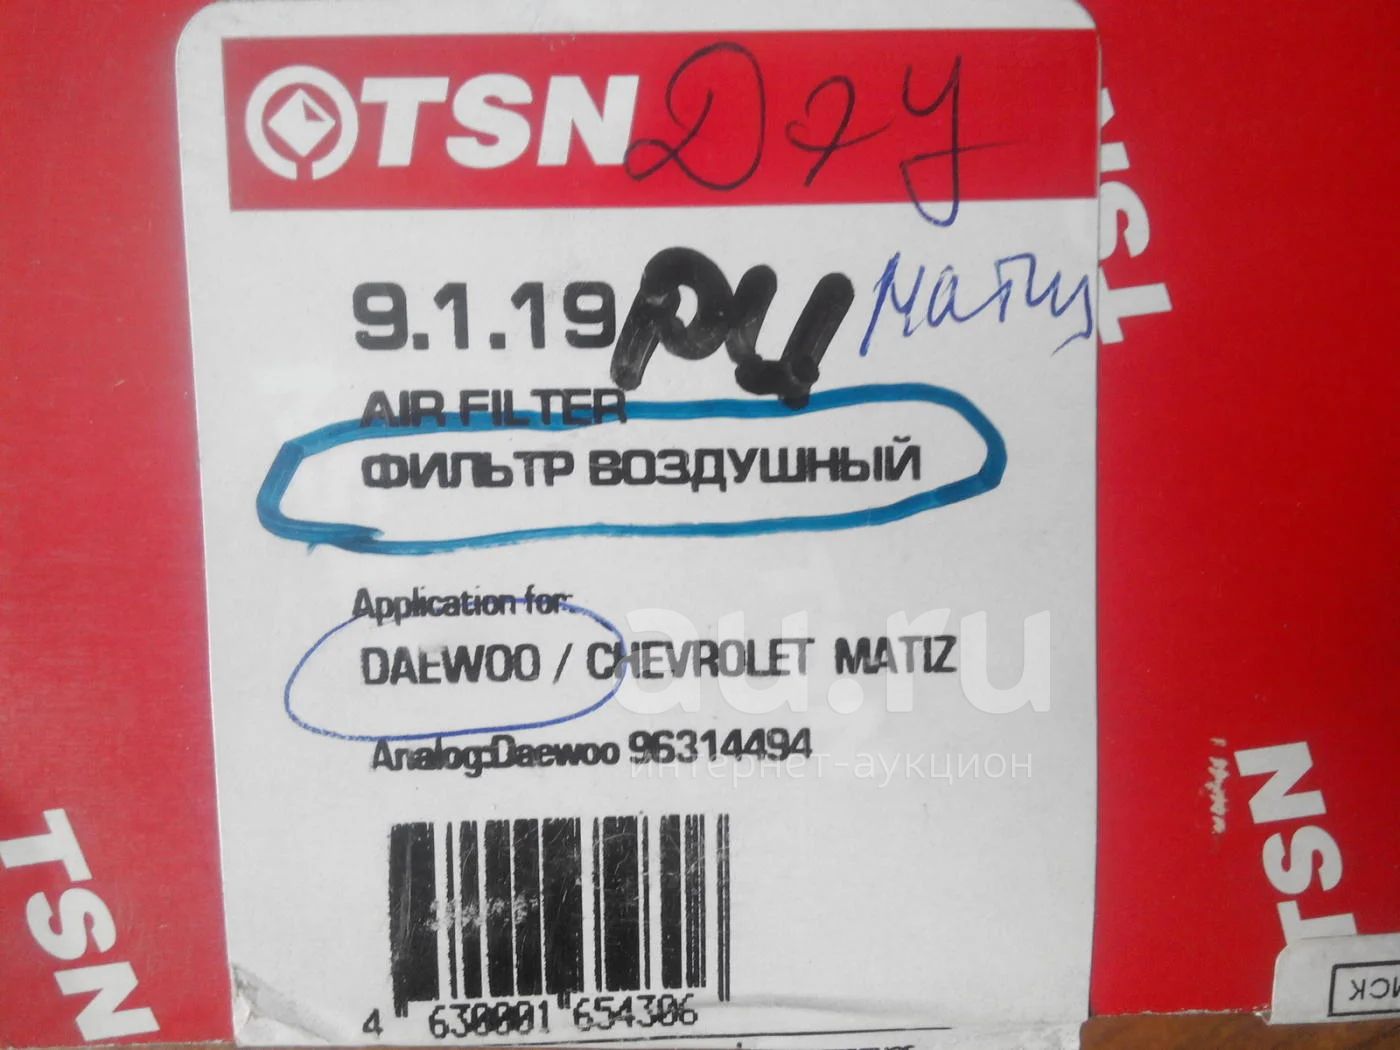 TSN Дэу
9.1.19 РЦ Матиз
AIR FILTER
ФИЛЬТР ВОЗДУШНЫЙ
Application for:
DAEWOO / CHEVROLET MATIZ
Analog:Daewoo 96314494
4 630001 654306
au.ru
интернет-аукцион
TSN
TSN
TSN